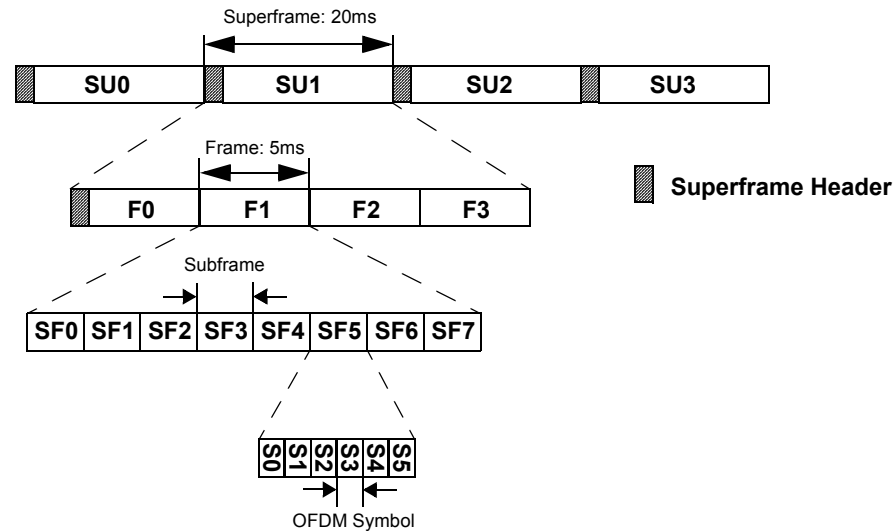 Superframe: 20ms
SU0 SU1 SU2 SU3
Frame: 5ms
F0 F1 F2 F3
Superframe Header
Subframe
SF0 SF1 SF2 SF3 SF4 SF5 SF6 SF7
S0 S1 S2 S3 S4 S5
OFDM Symbol